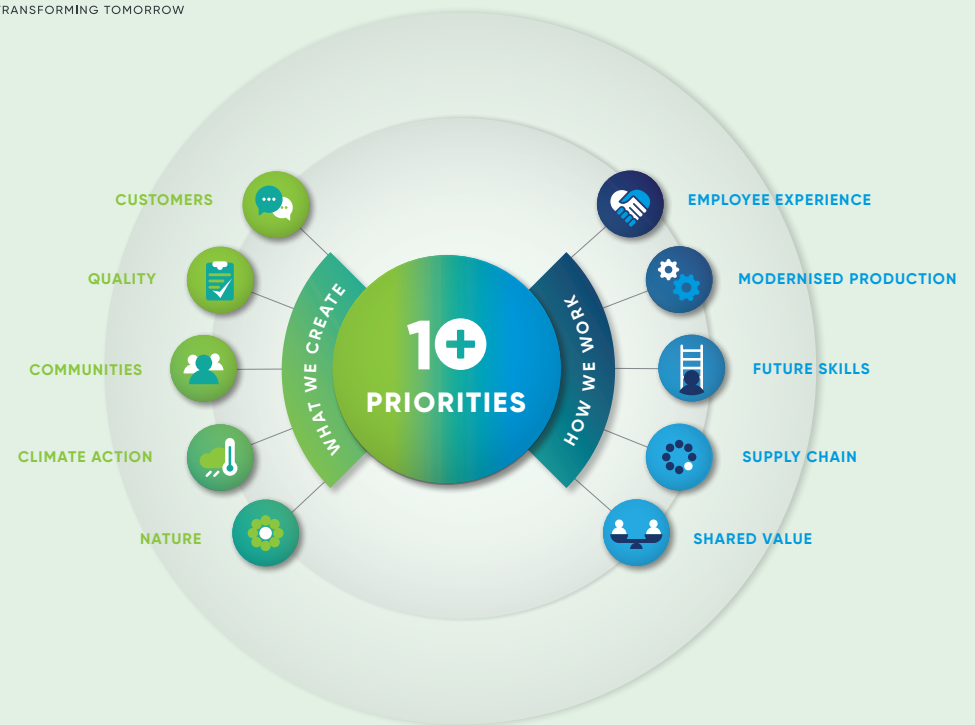 TRANSFORMING TOMORROW
CUSTOMERS
QUALITY
COMMUNITIES
CLIMATE ACTION
NATURE
WHAT WE CREATE
10+
PRIORITIES
HOW WE WORK
EMPLOYEE EXPERIENCE
MODERNISED PRODUCTION
FUTURE SKILLS
SUPPLY CHAIN
SHARED VALUE